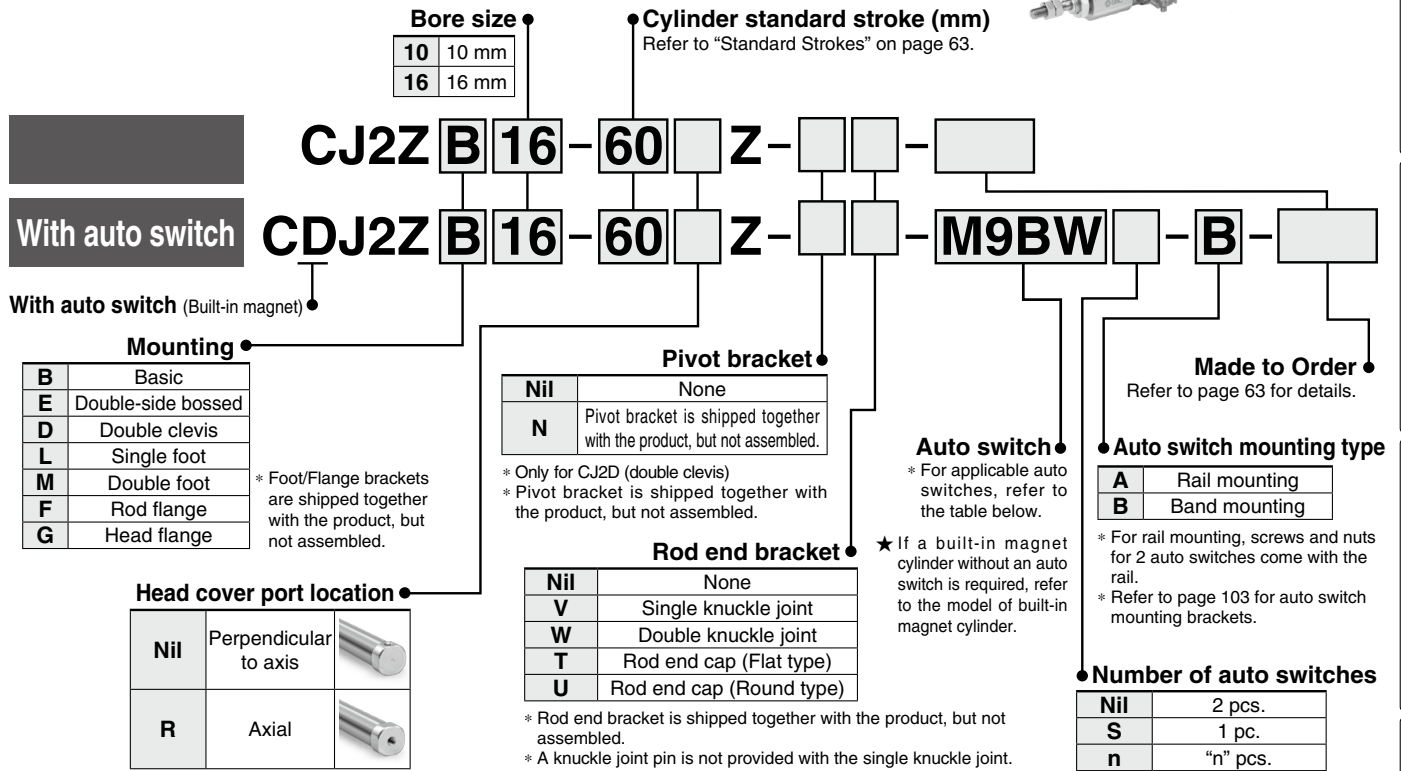 Bore size
10 10 mm
16 16 mm
Cylinder standard stroke (mm)
Refer to “Standard Strokes” on page 63.
CJ2Z B 16 – 60 Z – –
With auto switch CDJ2Z B 16 – 60 Z – – M9BW – B –
With auto switch (Built-in magnet)
Mounting
B Basic
E Double-side bossed
D Double clevis
L Single foot
M Double foot
F Rod flange
G Head flange
* Foot/Flange brackets
are shipped together
with the product, but
not assembled.
Head cover port location
Nil Perpendicular
to axis
R Axial
Pivot bracket
Nil None
N Pivot bracket is shipped together
with the product, but not assembled.
* Only for CJ2D (double clevis)
* Pivot bracket is shipped together with
the product, but not assembled.
Rod end bracket
Nil None
V Single knuckle joint
W Double knuckle joint
T Rod end cap (Flat type)
U Rod end cap (Round type)
* Rod end bracket is shipped together with the product, but not
assembled.
* A knuckle joint pin is not provided with the single knuckle joint.
Auto switch
* For applicable auto
switches, refer to
the table below.
★ If a built-in magnet
cylinder without an auto
switch is required, refer
to the model of built-in
magnet cylinder.
Made to Order
Refer to page 63 for details.
Auto switch mounting type
A Rail mounting
B Band mounting
* For rail mounting, screws and nuts
for 2 auto switches come with the
rail.
* Refer to page 103 for auto switch
mounting brackets.
Number of auto switches
Nil 2 pcs.
S 1 pc.
n “n” pcs.